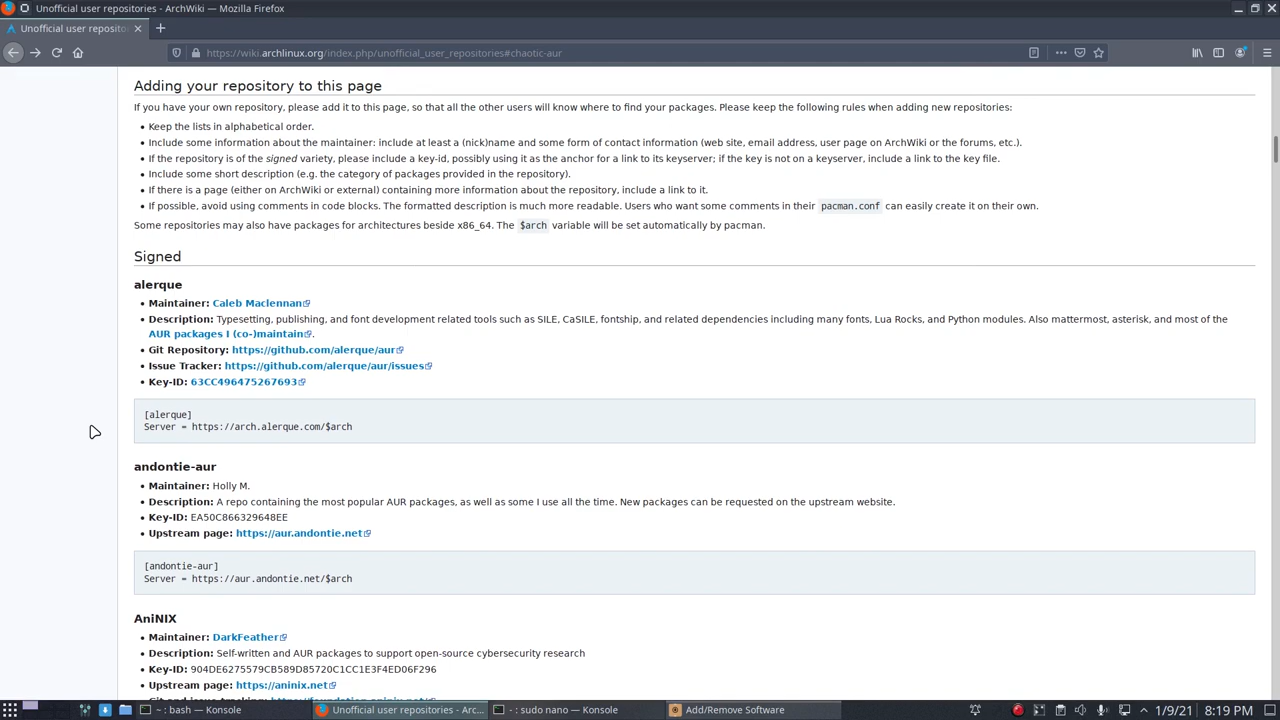 Unofficial user repositories - ArchWiki — Mozilla Firefox
Unofficial user reposito
https://wiki.archlinux.org/index.php/unofficial_user_repositories#chaotic-aur
Adding your repository to this page
If you have your own repository, please add it to this page, so that all the other users will know where to find your packages. Please keep the following rules when adding new repositories:
• Keep the lists in alphabetical order.
• Include some information about the maintainer: include at least a (nick)name and some form of contact information (web site, email address, user page on ArchWiki or the forums, etc.).
• If the repository is of the signed variety, please include a key-id, possibly using it as the anchor for a link to its keyserver; if the key is not on a keyserver, include a link to the key file.
• Include some short description (e.g. the category of packages provided in the repository).
• If there is a page (either on ArchWiki or external) containing more information about the repository, include a link to it.
• If possible, avoid using comments in code blocks. The formatted description is much more readable. Users who want some comments in their pacman.conf can easily create it on their own.
Some repositories may also have packages for architectures beside x86_64. The $arch variable will be set automatically by pacman.
Signed
alerque
• Maintainer: Caleb Maclennan
• Description: Typesetting, publishing, and font development related tools such as SILE, CaSILE, fontship, and related dependencies including many fonts, Lua Rocks, and Python modules. Also mattermost, asterisk, and most of the
AUR packages I (co-)maintain.
• Git Repository: https://github.com/alerque/aur
• Issue Tracker: https://github.com/alerque/aur/issues
• Key-ID: 63CC496475267693
[alerque]
Server = https://arch.alerque.com/$arch
andontie-aur
• Maintainer: Holly M.
• Description: A repo containing the most popular AUR packages, as well as some I use all the time. New packages can be requested on the upstream website.
• Key-ID: EA50C866329648EE
• Upstream page: https://aur.andontie.net
[andontie-aur]
Server = https://aur.andontie.net/$arch
AniNIX
• Maintainer: DarkFeather
• Description: Self-written and AUR packages to support open-source cybersecurity research
• Key-ID: 904DE6275579CB589D85720C1CC1E3F4ED06F296
• Upstream page: https://aninix.net
• Git and issue tracking: https://foundation.aninix.net/
~ : bash — Konsole
Unofficial user repositories - Arc...
- : sudo nano — Konsole
Add/Remove Software
1/9/21
8:19 PM